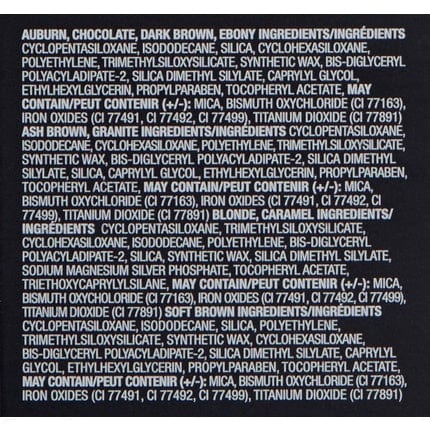 AUBURN, CHOCOLATE, DARK BROWN, EBONY INGREDIENTS/INGRÉDIENTS
CYCLOPENTASILOXANE, ISODODECANE, SILICA, CYCLOHEXASILOXANE,
POLYETHYLENE, TRIMETHYLSILOXYSILICATE, SYNTHETIC WAX, BIS-DIGLYCERYL
POLYACYLADIPATE-2, SILICA DIMETHYL SILYLATE, CAPRYLYL GLYCOL,
ETHYLHEXYLGLYCERIN, PROPYLPARABEN, TOCOPHERYL ACETATE. MAY
CONTAIN/PEUT CONTENIR (+/-): MICA, BISMUTH OXYCHLORIDE (CI 77163),
IRON OXIDES (CI 77491, CI 77492, CI 77499), TITANIUM DIOXIDE (CI 77891)
ASH BROWN, GRANITE INGREDIENTS/INGRÉDIENTS CYCLOPENTASILOXANE,
ISODODECANE, CYCLOHEXASILOXANE, POLYETHYLENE, TRIMETHYLSILOXYSILICATE,
SYNTHETIC WAX, BIS-DIGLYCERYL POLYACYLADIPATE-2, SILICA DIMETHYL
SILYLATE, SILICA, CAPRYLYL GLYCOL, ETHYLHEXYLGLYCERIN, PROPYLPARABEN,
TOCOPHERYL ACETATE, MAY CONTAIN/PEUT CONTENIR (+/-): MICA,
BISMUTH OXYCHLORIDE (CI 77163), IRON OXIDES (CI 77491, CI 77492, CI
77499), TITANIUM DIOXIDE (CI 77891) BLONDE, CARAMEL INGREDIENTS/
INGRÉDIENTS CYCLOPENTASILOXANE, TRIMETHYLSILOXYSILICATE,
CYCLOHEXASILOXANE, ISODODECANE, POLYETHYLENE, BIS-DIGLYCERYL
POLYACYLADIPATE-2, SILICA, SYNTHETIC WAX, SILICA DIMETHYL SILYLATE,
SODIUM MAGNESIUM SILVER PHOSPHATE, TOCOPHERYL ACETATE,
TRIETHOXYCAPRYLYLSILANE, MAY CONTAIN/PEUT CONTENIR (+/-): MICA,
BISMUTH OXYCHOLORIDE (CI 77163), IRON OXIDES (CI 77491, CI 77492, CI 77499),
TITANIUM DIOXIDE (CI 77891) SOFT BROWN INGREDIENTS/INGRÉDIENTS
CYCLOPENTASILOXANE, ISODODECANE, SILICA, POLYETHYLENE,
TRIMETHYLSILOXYSILICATE, SYNTHETIC WAX, CYCLOHEXASILOXANE,
BIS-DIGLYCERYL POLYACYLADIPATE-2, SILICA DIMETHYL SILYLATE, CAPRYLYL
GLYCOL, ETHYLHEXYLGLYCERIN, PROPYLPARABEN, TOCOPHERYL ACETATE,
MAY CONTAIN/PEUT CONTENIR (+/-): MICA, BISMUTH OXYCHLORIDE (CI 77163),
IRON OXIDES (CI 77491, CI 77492, CI 77499), TITANIUM DIOXIDE (CI 77891)